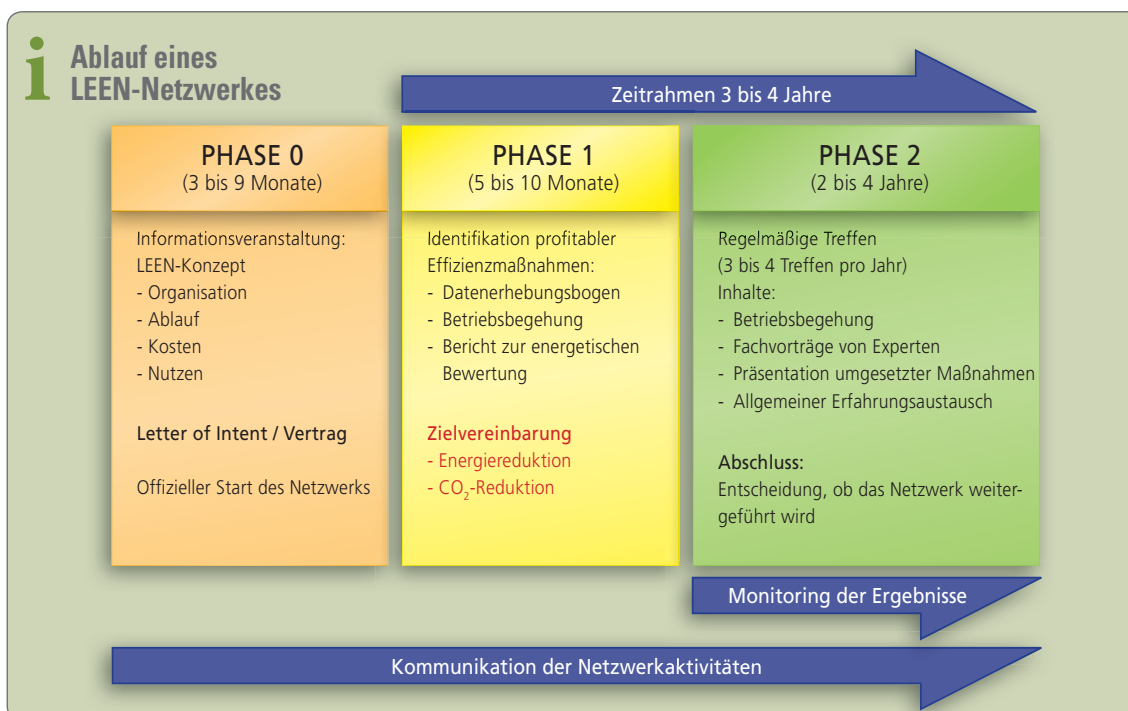 i
Ablauf eines
LEEN-Netzwerkes
Zeitrahmen 3 bis 4 Jahre
PHASE 0
(3 bis 9 Monate)
Informationsveranstaltung:
LEEN-Konzept
- Organisation
- Ablauf
- Kosten
- Nutzen
Letter of Intent / Vertrag
Offizieller Start des Netzwerks
PHASE 1
(5 bis 10 Monate)
Identifikation profitabler
Effizienzmaßnahmen:
- Datenerhebungsbogen
- Betriebsbegehung
- Bericht zur energetischen
Bewertung
Zielvereinbarung
- Energiereduktion
- CO₂-Reduktion
PHASE 2
(2 bis 4 Jahre)
Regelmäßige Treffen
(3 bis 4 Treffen pro Jahr)
Inhalte:
- Betriebsbegehung
- Fachvorträge von Experten
- Präsentation umgesetzter Maßnahmen
- Allgemeiner Erfahrungsaustausch
Abschluss:
Entscheidung, ob das Netzwerk weiter-
geführt wird
Monitoring der Ergebnisse
Kommunikation der Netzwerkaktivitäten